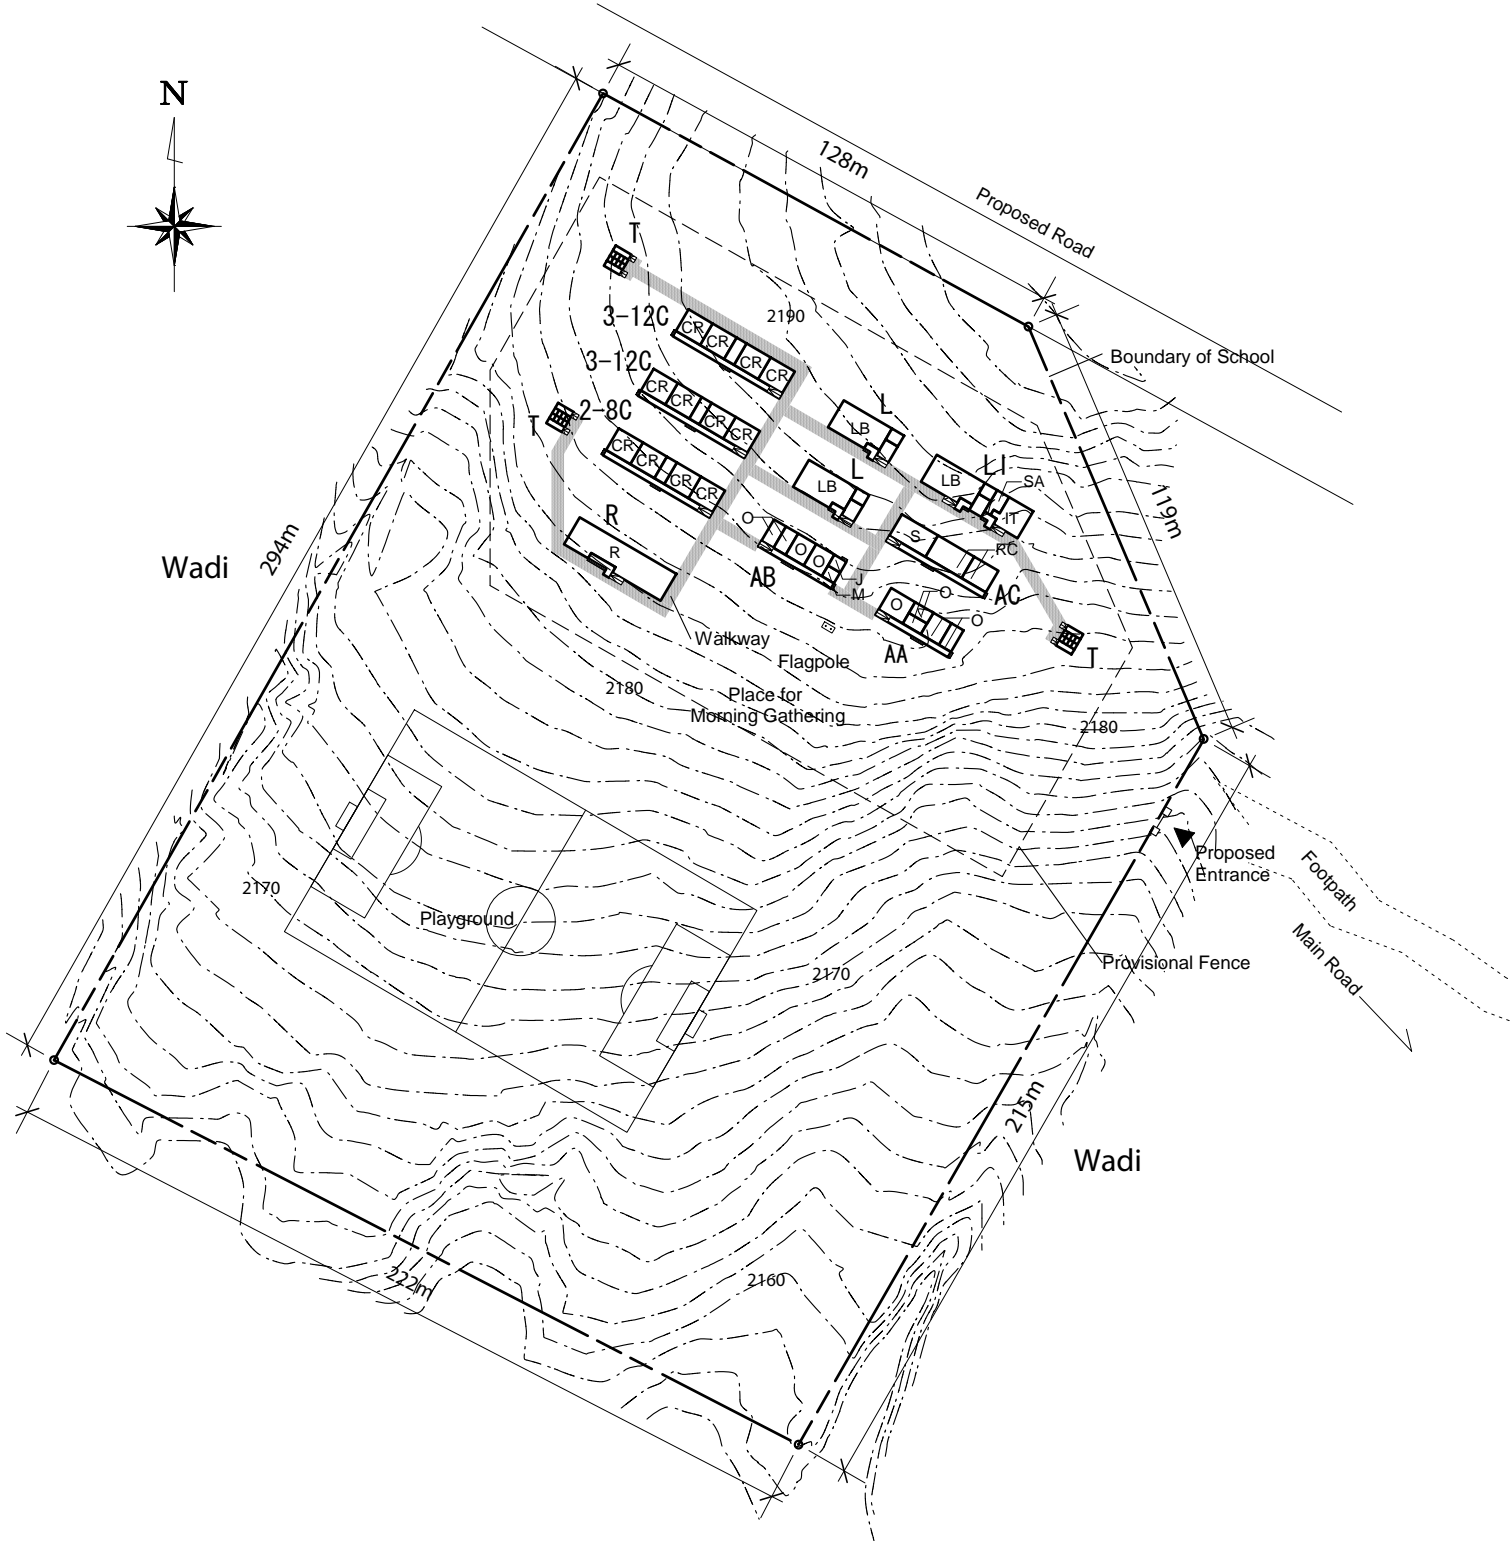 N
128m
Proposed Road
T
3-12C
2190
CR
CR
CR
CR
3-12C
CR
CR
CR
CR
Boundary of School
2-8C
T
CR
CR
CR
CR
L
LB
L
LB
LI
LB
SA
IT
119m
R
R
O
O
O
AB
J
M
S
RC
AC
O
O
O
AA
T
Wadi
294m
Walkway
Flagpole
2180
Place for
Morning Gathering
2180
Proposed
Entrance
Footpath
Main Road
2170
Playground
2170
Provisional Fence
215m
Wadi
222m
2160